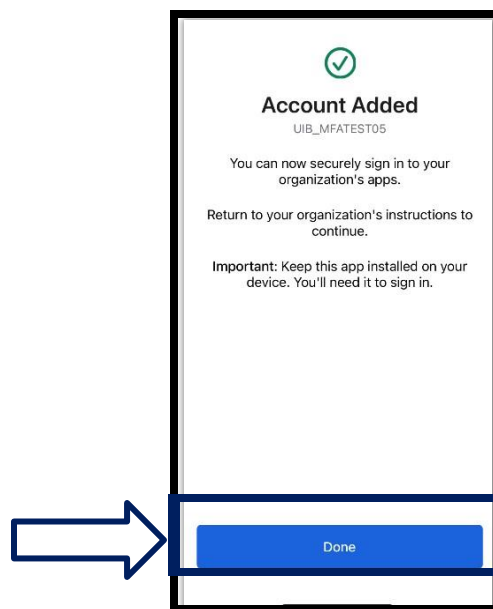 Account Added
UIB_MFATEST05
You can now securely sign in to your
organization's apps.
Return to your organization's instructions to
continue.
Important: Keep this app installed on your
device. You'll need it to sign in.
Done